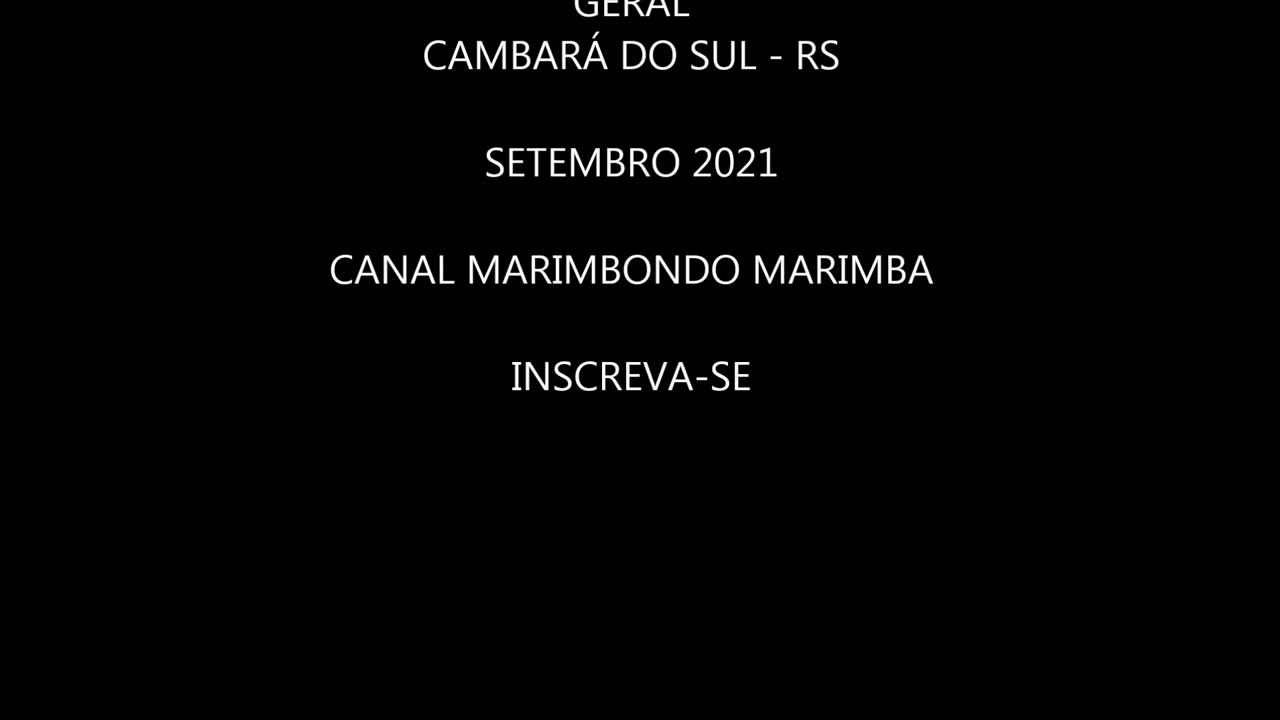 GERAL
CAMBARÁ DO SUL - RS
SETEMBRO 2021
CANAL MARIMBONDO MARIMBA
INSCREVA-SE